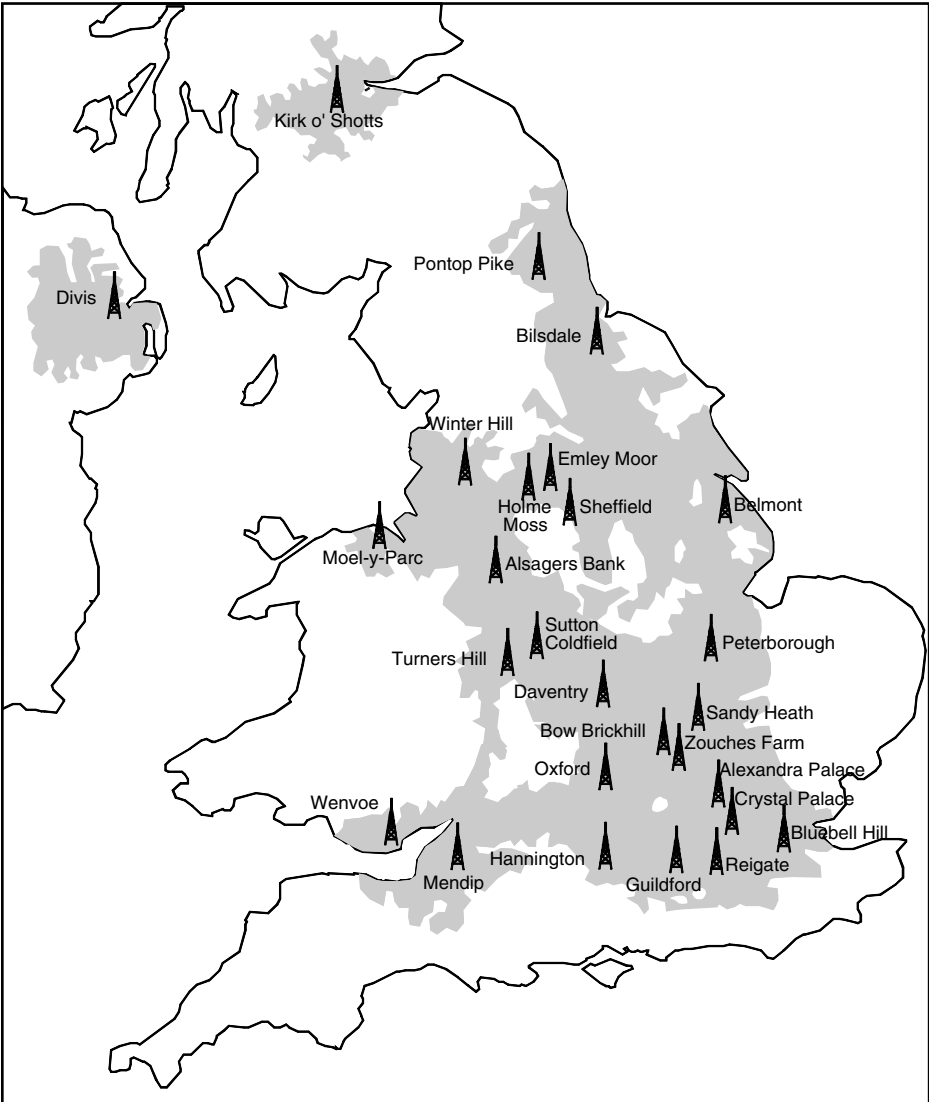 Kirk o' Shotts
Pontop Pike
Divis
Bilsdale
Winter Hill
Emley Moor
Holme
Moss
Sheffield
Belmont
Moel-y-Parc
Alsagers Bank
Sutton
Coldfield
Peterborough
Turners Hill
Daventry
Sandy Heath
Bow Brickhill
Zouches Farm
Oxford
Alexandra Palace
Crystal Palace
Wenvoe
Bluebell Hill
Hannington
Reigate
Mendip
Guildford